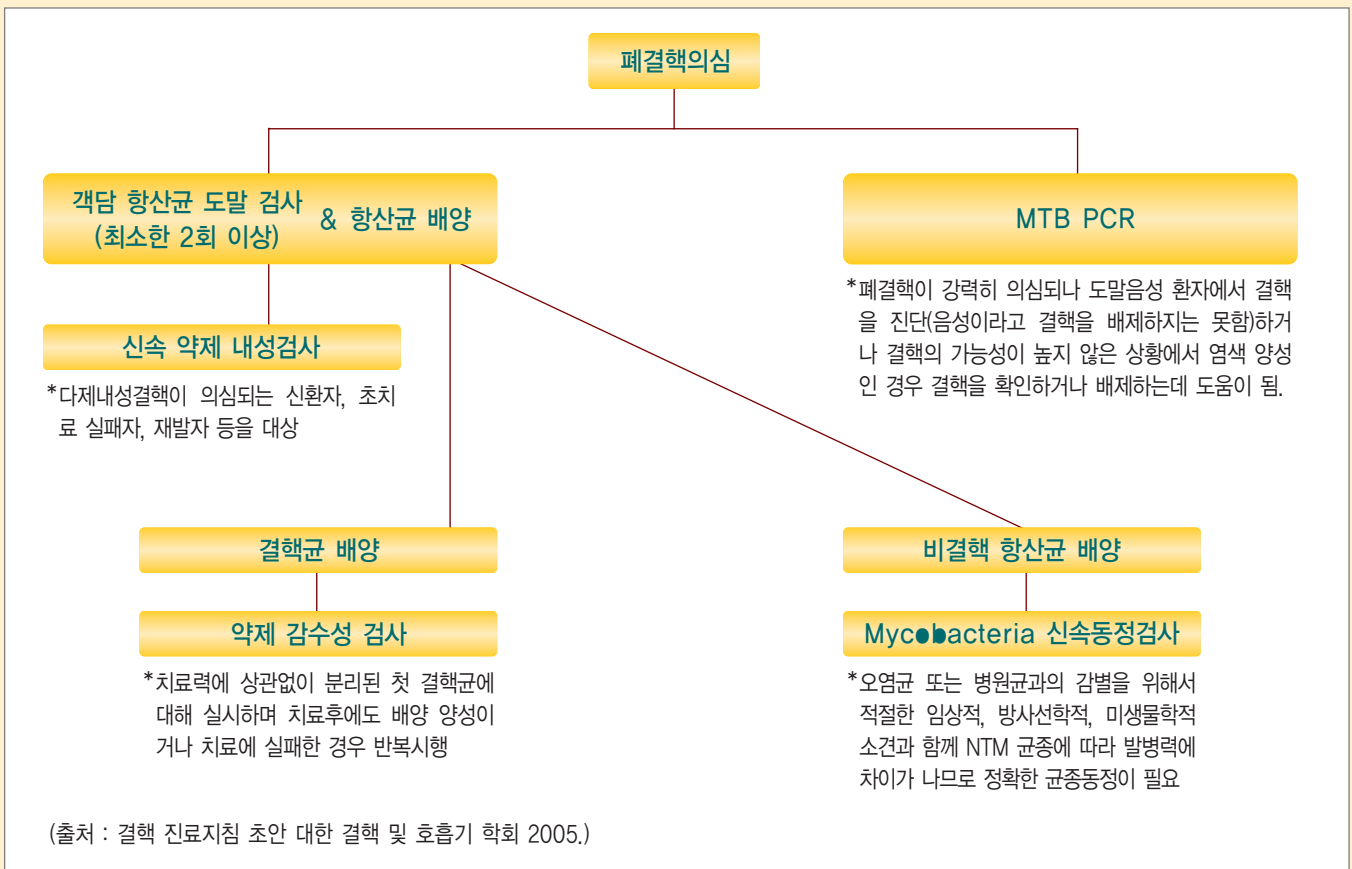 폐결핵의심
객담 항산균 도말 검사
(최소한 2회 이상)
& 항산균 배양
MTB PCR
*폐결핵이 강력히 의심되나 도말음성 환자에서 결핵
을 진단(음성이라고 결핵을 배제하지는 못함)하거
나 결핵의 가능성이 높지 않은 상황에서 염색 양성
인 경우 결핵을 확인하거나 배제하는데 도움이 됨.
신속 약제 내성검사
*다제내성결핵이 의심되는 신환자, 초치
료 실패자, 재발자 등을 대상
결핵균 배양
비결핵 항산균 배양
약제 감수성 검사
*치료력에 상관없이 분리된 첫 결핵균에
대해 실시하며 치료후에도 배양 양성이
거나 치료에 실패한 경우 반복시행
Mycobacteria 신속동정검사
*오염균 또는 병원균과의 감별을 위해서
적절한 임상적, 방사선학적, 미생물학적
소견과 함께 NTM 균종에 따라 발병력에
차이가 나므로 정확한 균종동정이 필요
(출처 : 결핵 진료지침 초안 대한 결핵 및 호흡기 학회 2005.)